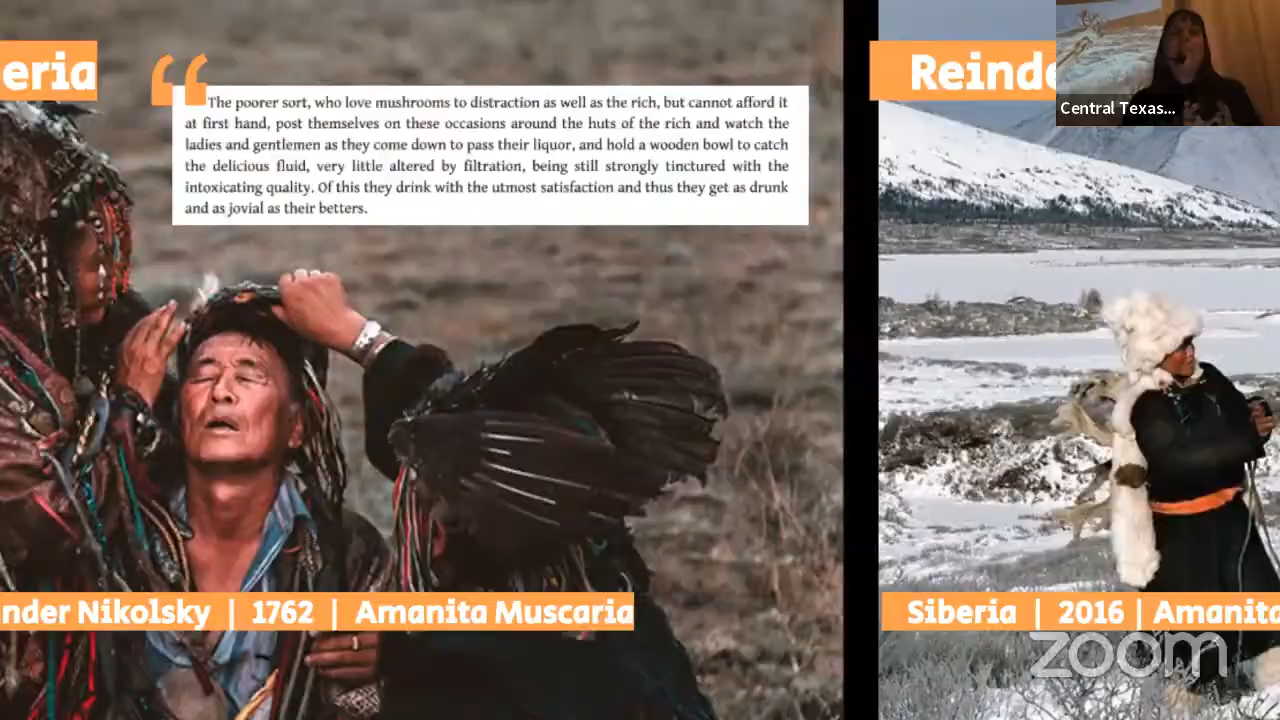 eria
“
The poorer sort, who love mushrooms to distraction as well as the rich, but cannot afford it
at first hand, post themselves on these occasions around the huts of the rich and watch the
ladies and gentlemen as they come down to pass their liquor, and hold a wooden bowl to catch
the delicious fluid, very little altered by filtration, being still strongly tinctured with the
intoxicating quality. Of this they drink with the utmost satisfaction and thus they get as drunk
and as jovial as their betters.
nder Nikolsky | 1762 | Amanita Muscaria
Reinde
Central Texas...
Siberia | 2016 | Amanita
zoom